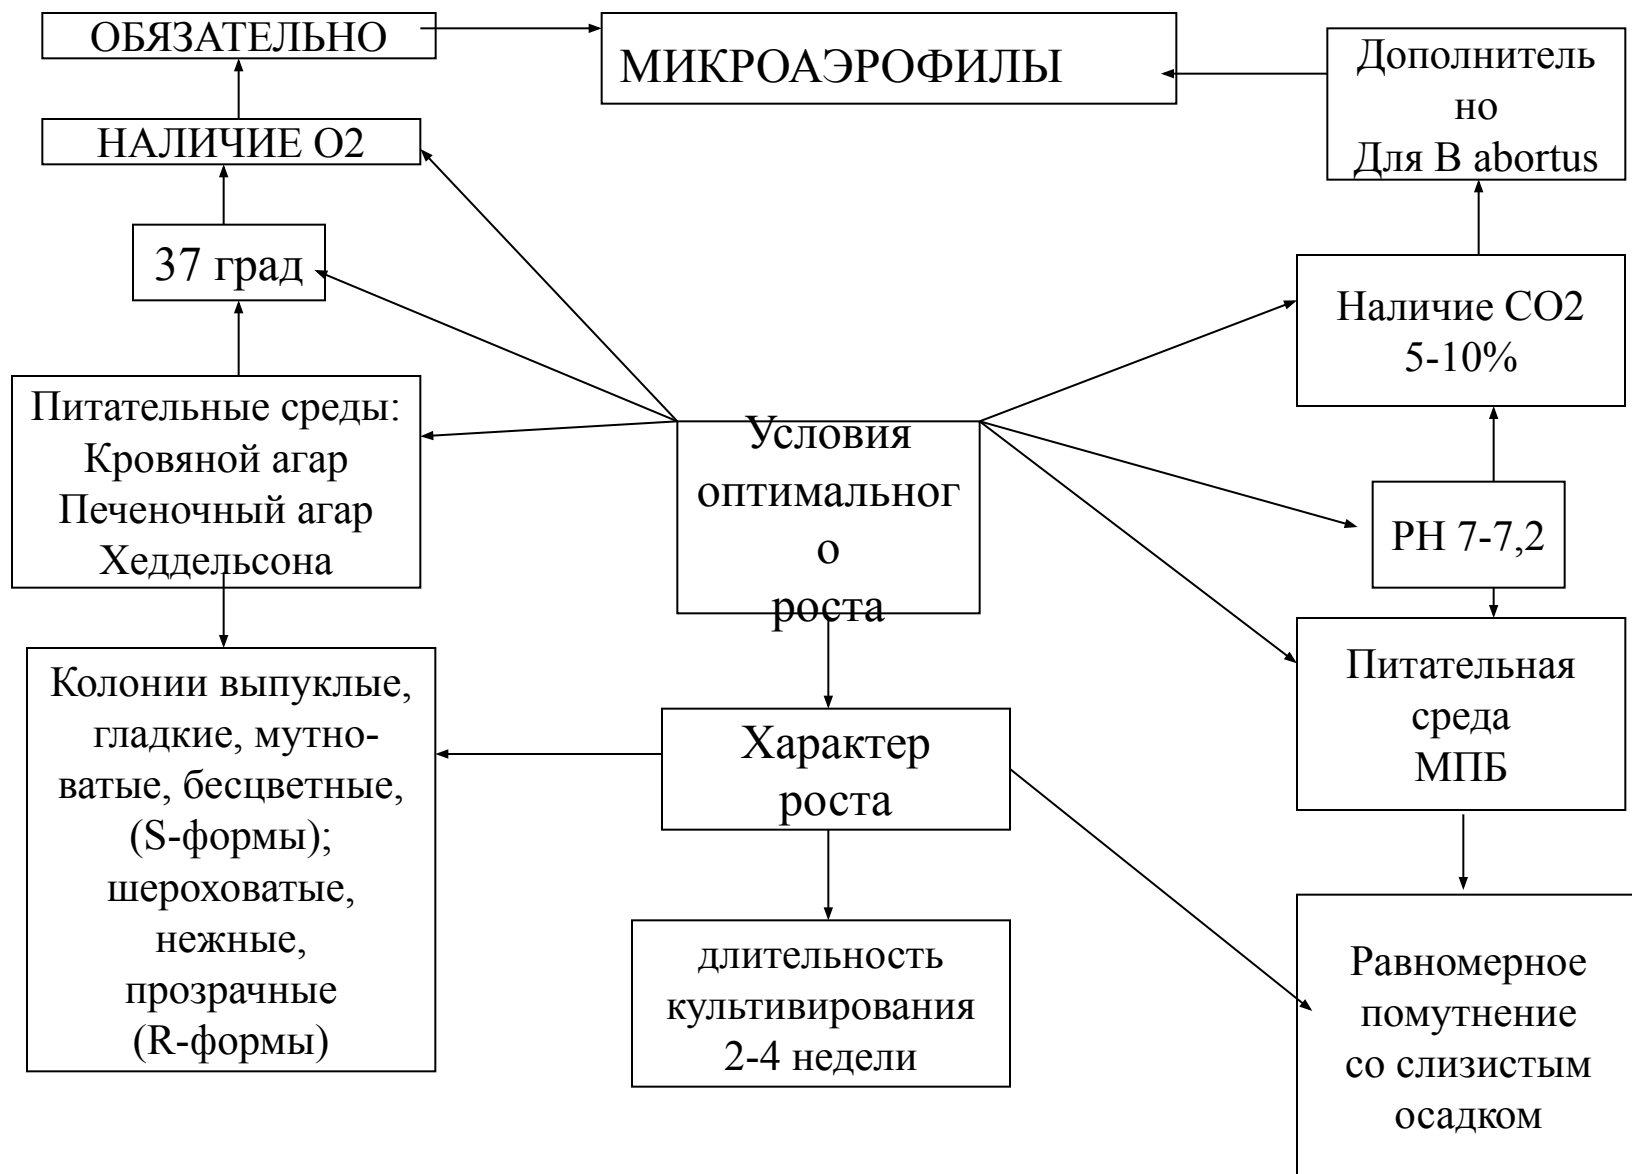 ОБЯЗАТЕЛЬНО
МИКРОАЭРОФИЛЫ
Дополнитель
но
Для В abortus
НАЛИЧИЕ О2
37 град
Наличие СО2
5-10%
Питательные среды:
Кровяной агар
Печеночный агар
Хеддельсона
Условия
оптимальног
о
роста
РН 7-7,2
Колонии выпуклые,
гладкие, мутно-
ватые, бесцветные,
(S-формы);
шероховатые,
нежные,
прозрачные
(R-формы)
Характер
роста
Питательная
среда
МПБ
длительность
культивирования
2-4 недели
Равномерное
помутнение
со слизистым
осадком